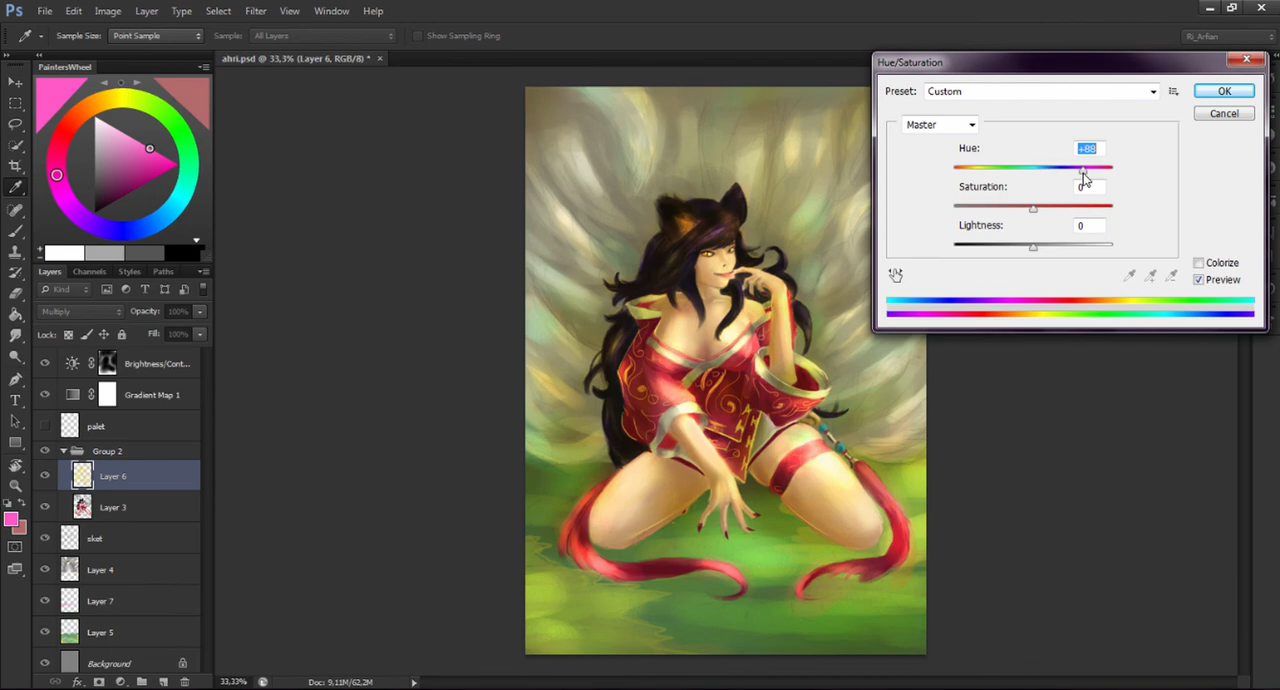 Ps File Edit Image Layer Type Select Filter View Window Help
Sample Size: Point Sample Sample: All Layers Show Sampling Ring Ri_Arfian
PaintersWheel
ahri.psd @ 33,3% (Layer 6, RGB/8) * ×
Hue/Saturation
Preset: Custom OK
Cancel
Master
Hue: +88
Saturation: 0
Lightness: 0
Colorize
Preview
Layers Channels Styles Paths
Kind
Multiply Opacity: 100%
Lock: Fill: 100%
Brightness/Cont...
Gradient Map 1
palet
Group 2
Layer 6
Layer 3
sket
Layer 4
Layer 7
Layer 5
Background
fx
33,33% Doc: 9,11M/62,2M